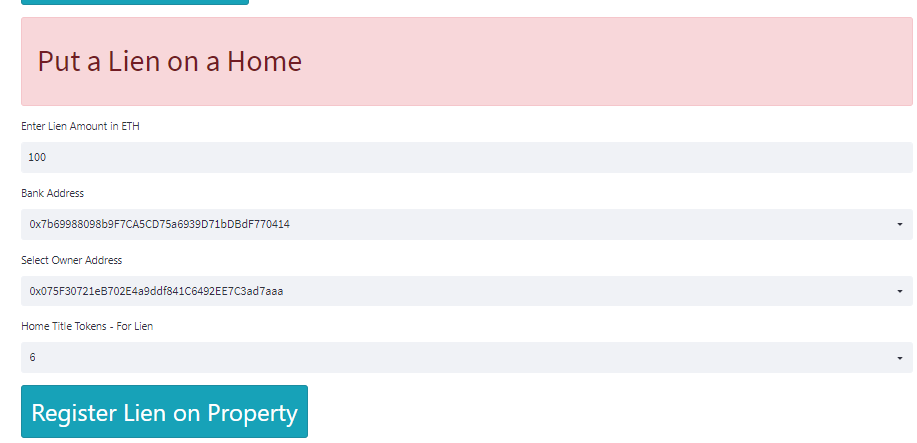 Put a Lien on a Home
Enter Lien Amount in ETH
100
Bank Address
0x7b69988098b9F7CA5CD75a6939D71bDBdF770414
Select Owner Address
0x075F30721eB702E4a9ddf841C6492EE7C3ad7aaa
Home Title Tokens - For Lien
6
Register Lien on Property